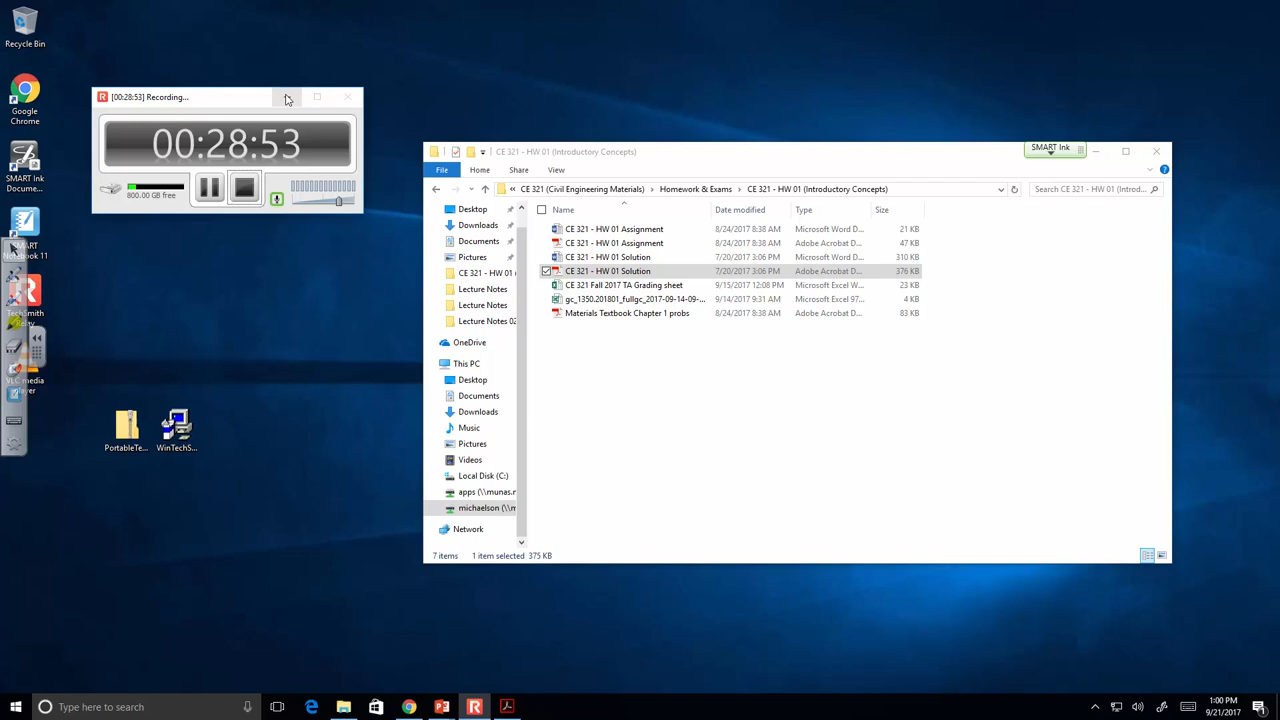 Recycle Bin
Google
Chrome
SMART Ink
Docume...
SMART
Notebook 11
TechSmith
Relay
VLC media
player
PortableTe...
WinTechS...
[00:28:53] Recording...
00:28:53
800.00 GB free
CE 321 - HW 01 (Introductory Concepts)
SMART Ink
File Home Share View
« CE 321 (Civil Engineering Materials) > Homework & Exams > CE 321 - HW 01 (Introductory Concepts)
Search CE 321 - HW 01 (Introd...
Name Date modified Type Size
CE 321 - HW 01 Assignment 8/24/2017 8:38 AM Microsoft Word D... 21 KB
CE 321 - HW 01 Assignment 8/24/2017 8:38 AM Adobe Acrobat D... 47 KB
CE 321 - HW 01 Solution 7/20/2017 3:06 PM Microsoft Word D... 310 KB
CE 321 - HW 01 Solution 7/20/2017 3:06 PM Adobe Acrobat D... 376 KB
CE 321 Fall 2017 TA Grading sheet 9/15/2017 12:08 PM Microsoft Excel W... 23 KB
gc_1350.201801_fullgc_2017-09-14-09-... 9/14/2017 9:31 AM Microsoft Excel 97... 4 KB
Materials Textbook Chapter 1 probs 8/24/2017 8:38 AM Adobe Acrobat D... 83 KB
Desktop
Downloads
Documents
Pictures
CE 321 - HW 01 (
Lecture Notes
Lecture Notes
Lecture Notes 02
OneDrive
This PC
Desktop
Documents
Downloads
Music
Pictures
Videos
Local Disk (C:)
apps (\\munas.r
michaelson (\\m
Network
7 items 1 item selected 375 KB
Type here to search
1:00 PM
9/21/2017